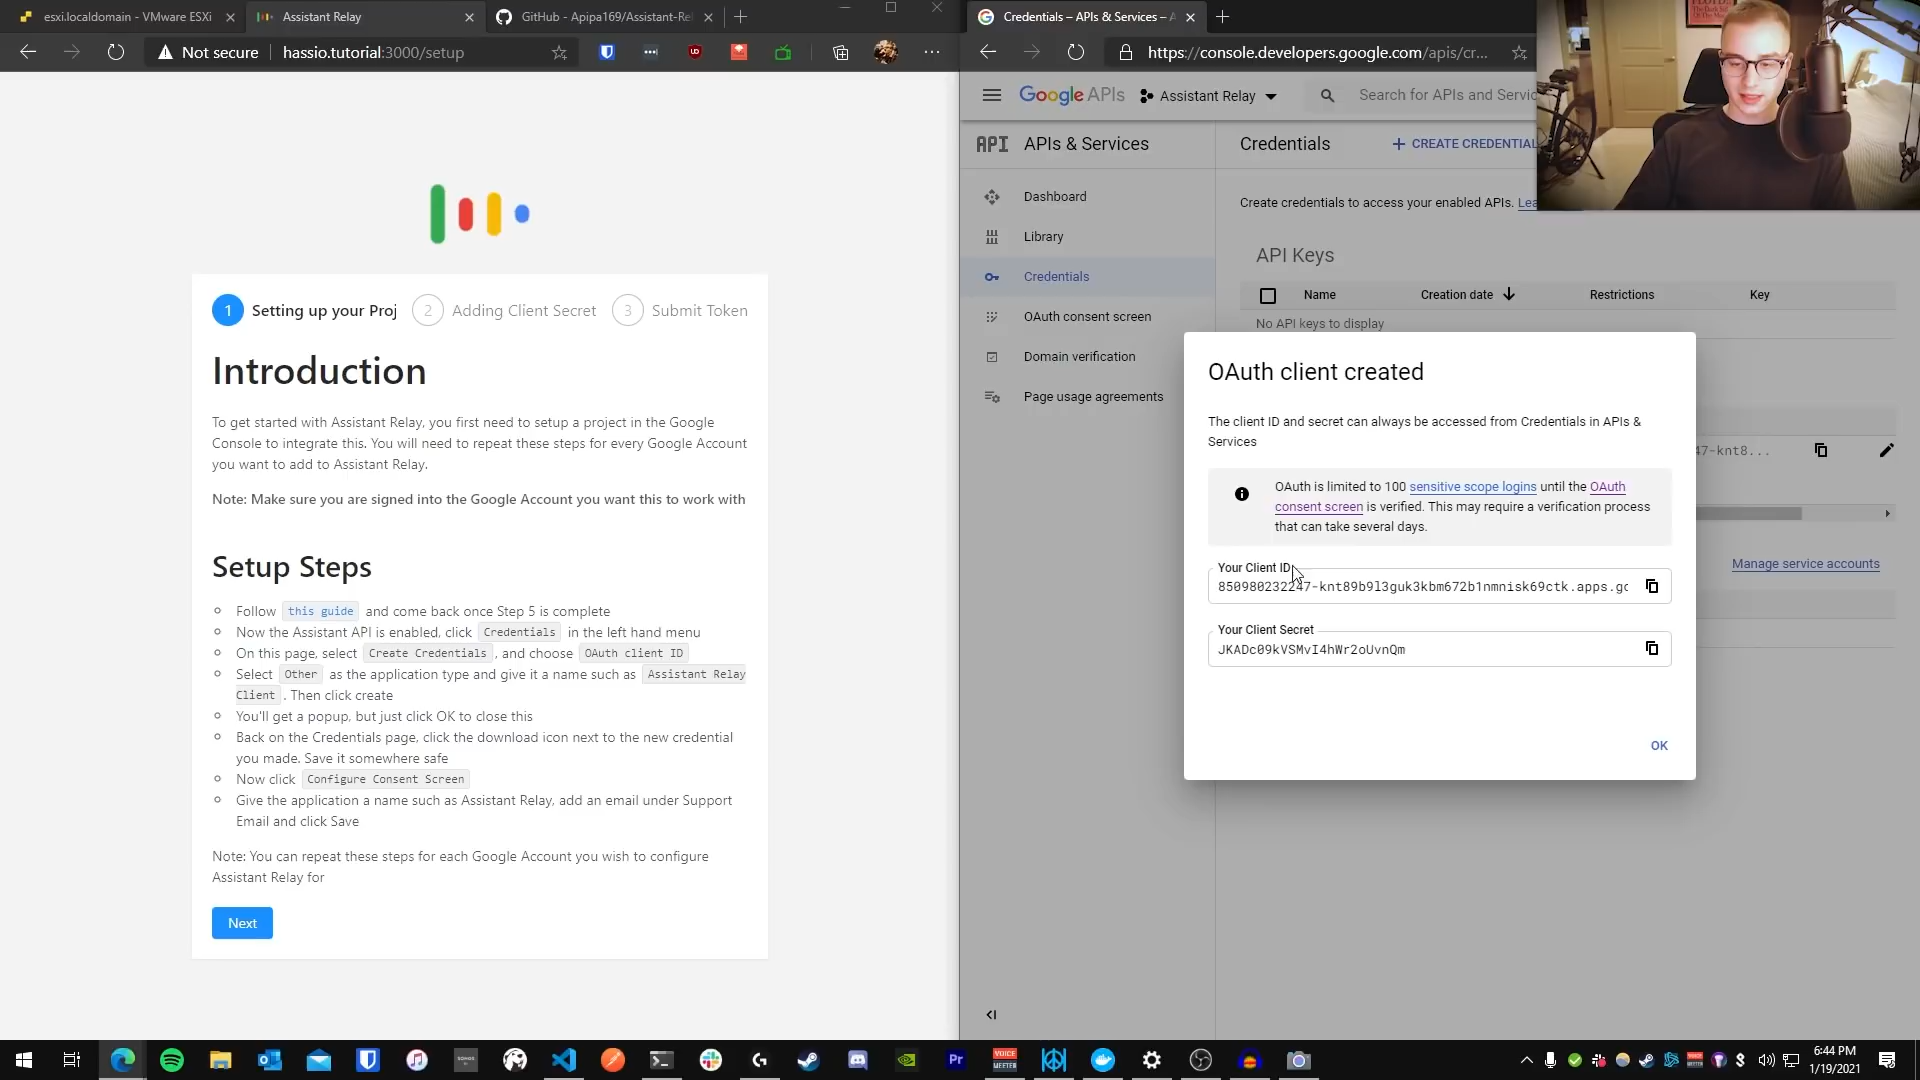 esxi.localdomain - VMware ESXi
Assistant Relay
GitHub - Apipa169/Assistant-Rel
Not secure
hassio.tutorial:3000/setup
1 Setting up your Proj
2 Adding Client Secret
3 Submit Token
Introduction
To get started with Assistant Relay, you first need to setup a project in the Google
Console to integrate this. You will need to repeat these steps for every Google Account
you want to add to Assistant Relay.
Note: Make sure you are signed into the Google Account you want this to work with
Setup Steps
Follow this guide and come back once Step 5 is complete
Now the Assistant API is enabled, click Credentials in the left hand menu
On this page, select Create Credentials, and choose OAuth client ID
Select Other as the application type and give it a name such as Assistant Relay
Client. Then click create
You'll get a popup, but just click OK to close this
Back on the Credentials page, click the download icon next to the new credential
you made. Save it somewhere safe
Now click Configure Consent Screen
Give the application a name such as Assistant Relay, add an email under Support
Email and click Save
Note: You can repeat these steps for each Google Account you wish to configure
Assistant Relay for
Next
Credentials – APIs & Services – A
https://console.developers.google.com/apis/cr...
Google APIs
Assistant Relay
Search for APIs and Servic
API APIs & Services
Dashboard
Library
Credentials
OAuth consent screen
Domain verification
Page usage agreements
Credentials
+ CREATE CREDENTIAL
Create credentials to access your enabled APIs. Lea
API Keys
Name
Creation date
Restrictions
Key
No API keys to display
47-knt8...
Manage service accounts
OAuth client created
The client ID and secret can always be accessed from Credentials in APIs &
Services
OAuth is limited to 100 sensitive scope logins until the OAuth
consent screen is verified. This may require a verification process
that can take several days.
Your Client ID
850980232247-knt89b9l3guk3kbm672b1nmnisk69ctk.apps.gc
Your Client Secret
JKADc09kVSMvI4hWr2oUvnQm
OK
SONOS
Pr
VOICE
MEETER
6:44 PM
1/19/2021